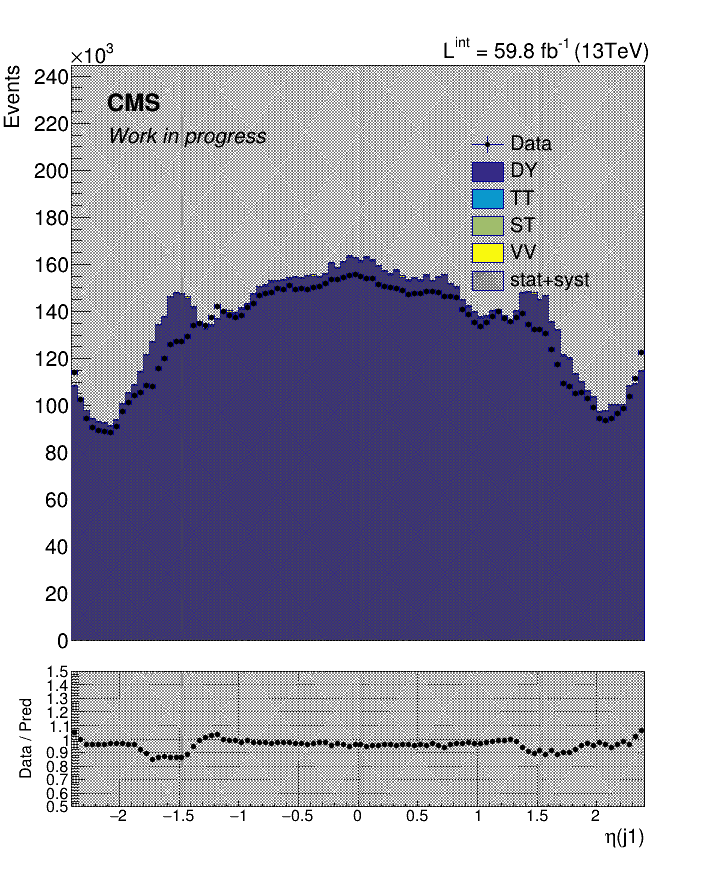 ×10³
L^int = 59.8 fb⁻¹ (13TeV)
Events
CMS
Work in progress
Data
DY
TT
ST
VV
stat+syst
240
220
200
180
160
140
120
100
80
60
40
20
0
Data / Pred
1.5
1.4
1.3
1.2
1.1
1
0.9
0.8
0.7
0.6
0.5
−2 −1.5 −1 −0.5 0 0.5 1 1.5 2
η(j1)